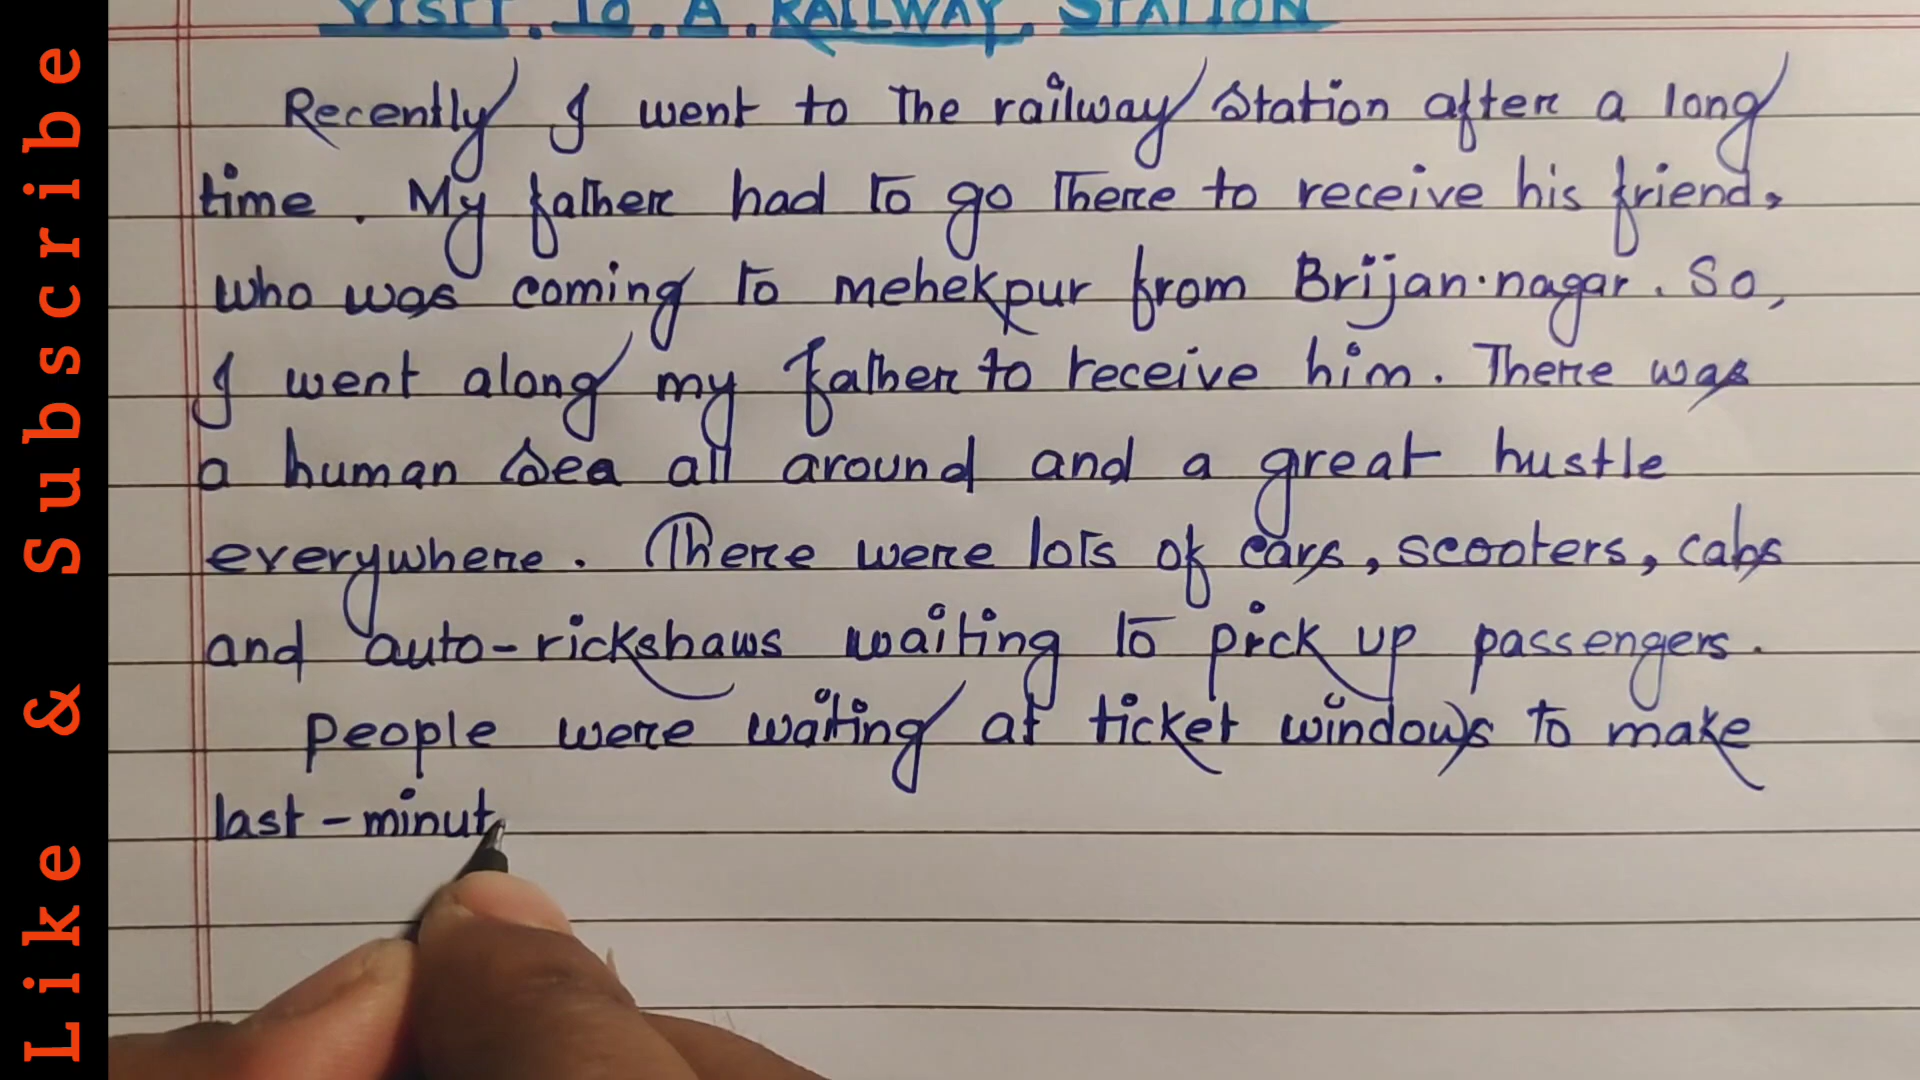 VISIT. TO. A. RAILWAY. STATION
Recently I went to the railway station after a long
time. My father had to go there to receive his friend,
who was coming to mehekpur from Brijan-nagar. So,
I went along my father to receive him. There was
a human sea all around and a great hustle
everywhere. There were lots of cars, scooters, cabs
and auto-rickshaws waiting to pick up passengers.
People were waiting at ticket windows to make
last-minut
Like & Subscribe